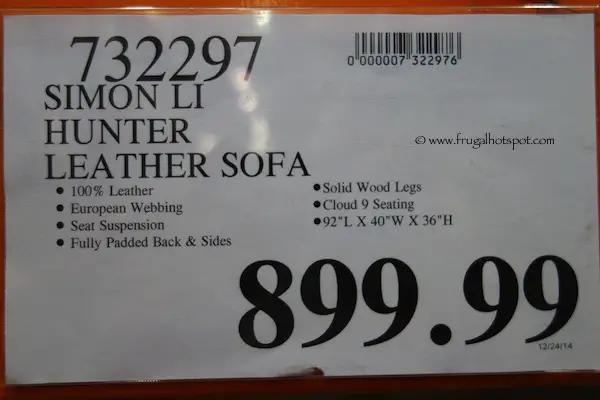 732297
0 000007 322976
SIMON LI
HUNTER
LEATHER SOFA
© www.frugalhotspot.com
• 100% Leather
• European Webbing
• Seat Suspension
• Fully Padded Back & Sides
• Solid Wood Legs
• Cloud 9 Seating
• 92"L X 40"W X 36"H
899.99
12/24/14